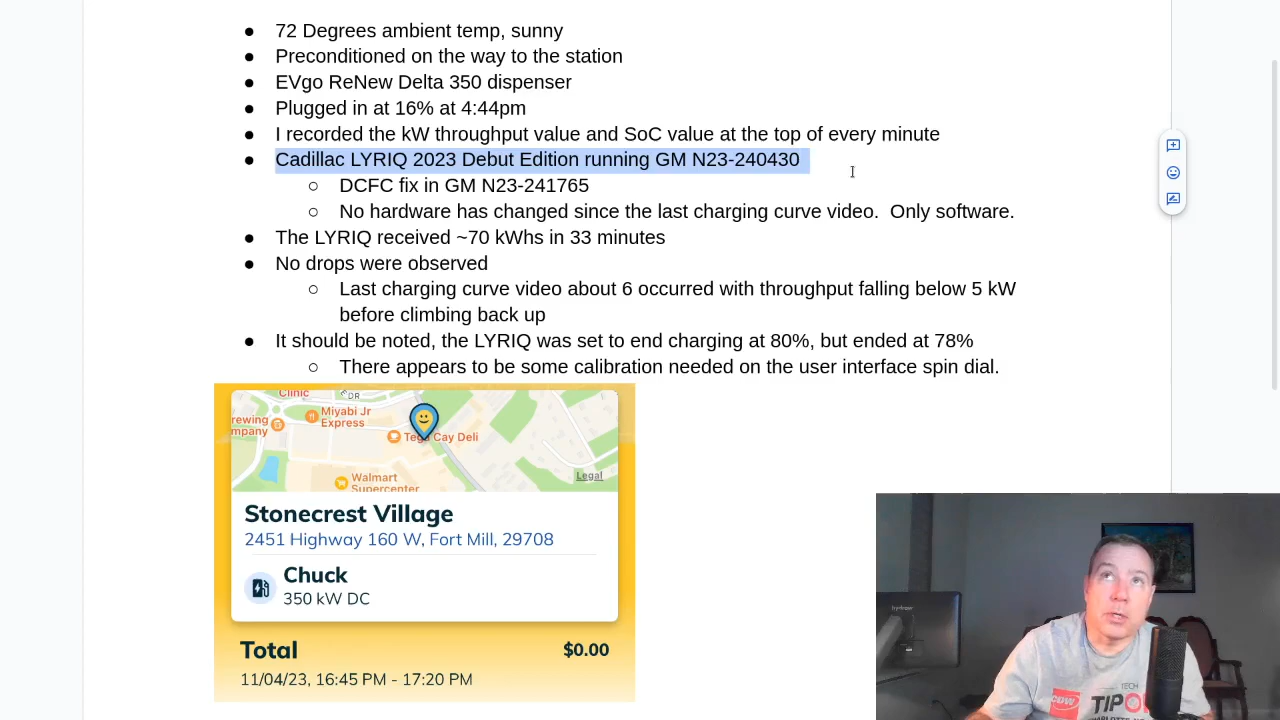 ● 72 Degrees ambient temp, sunny
● Preconditioned on the way to the station
● EVgo ReNew Delta 350 dispenser
● Plugged in at 16% at 4:44pm
● I recorded the kW throughput value and SoC value at the top of every minute
● Cadillac LYRIQ 2023 Debut Edition running GM N23-240430
○ DCFC fix in GM N23-241765
○ No hardware has changed since the last charging curve video.  Only software.
● The LYRIQ received ~70 kWhs in 33 minutes
● No drops were observed
○ Last charging curve video about 6 occurred with throughput falling below 5 kW
before climbing back up
● It should be noted, the LYRIQ was set to end charging at 80%, but ended at 78%
○ There appears to be some calibration needed on the user interface spin dial.
Clinic
DR
Miyabi Jr
Express
rewing
mpany
Tega Cay Deli
Legal
Walmart
Supercenter
Stonecrest Village
2451 Highway 160 W, Fort Mill, 29708
Chuck
350 kW DC
Total $0.00
11/04/23, 16:45 PM - 17:20 PM
TECH
TIPO